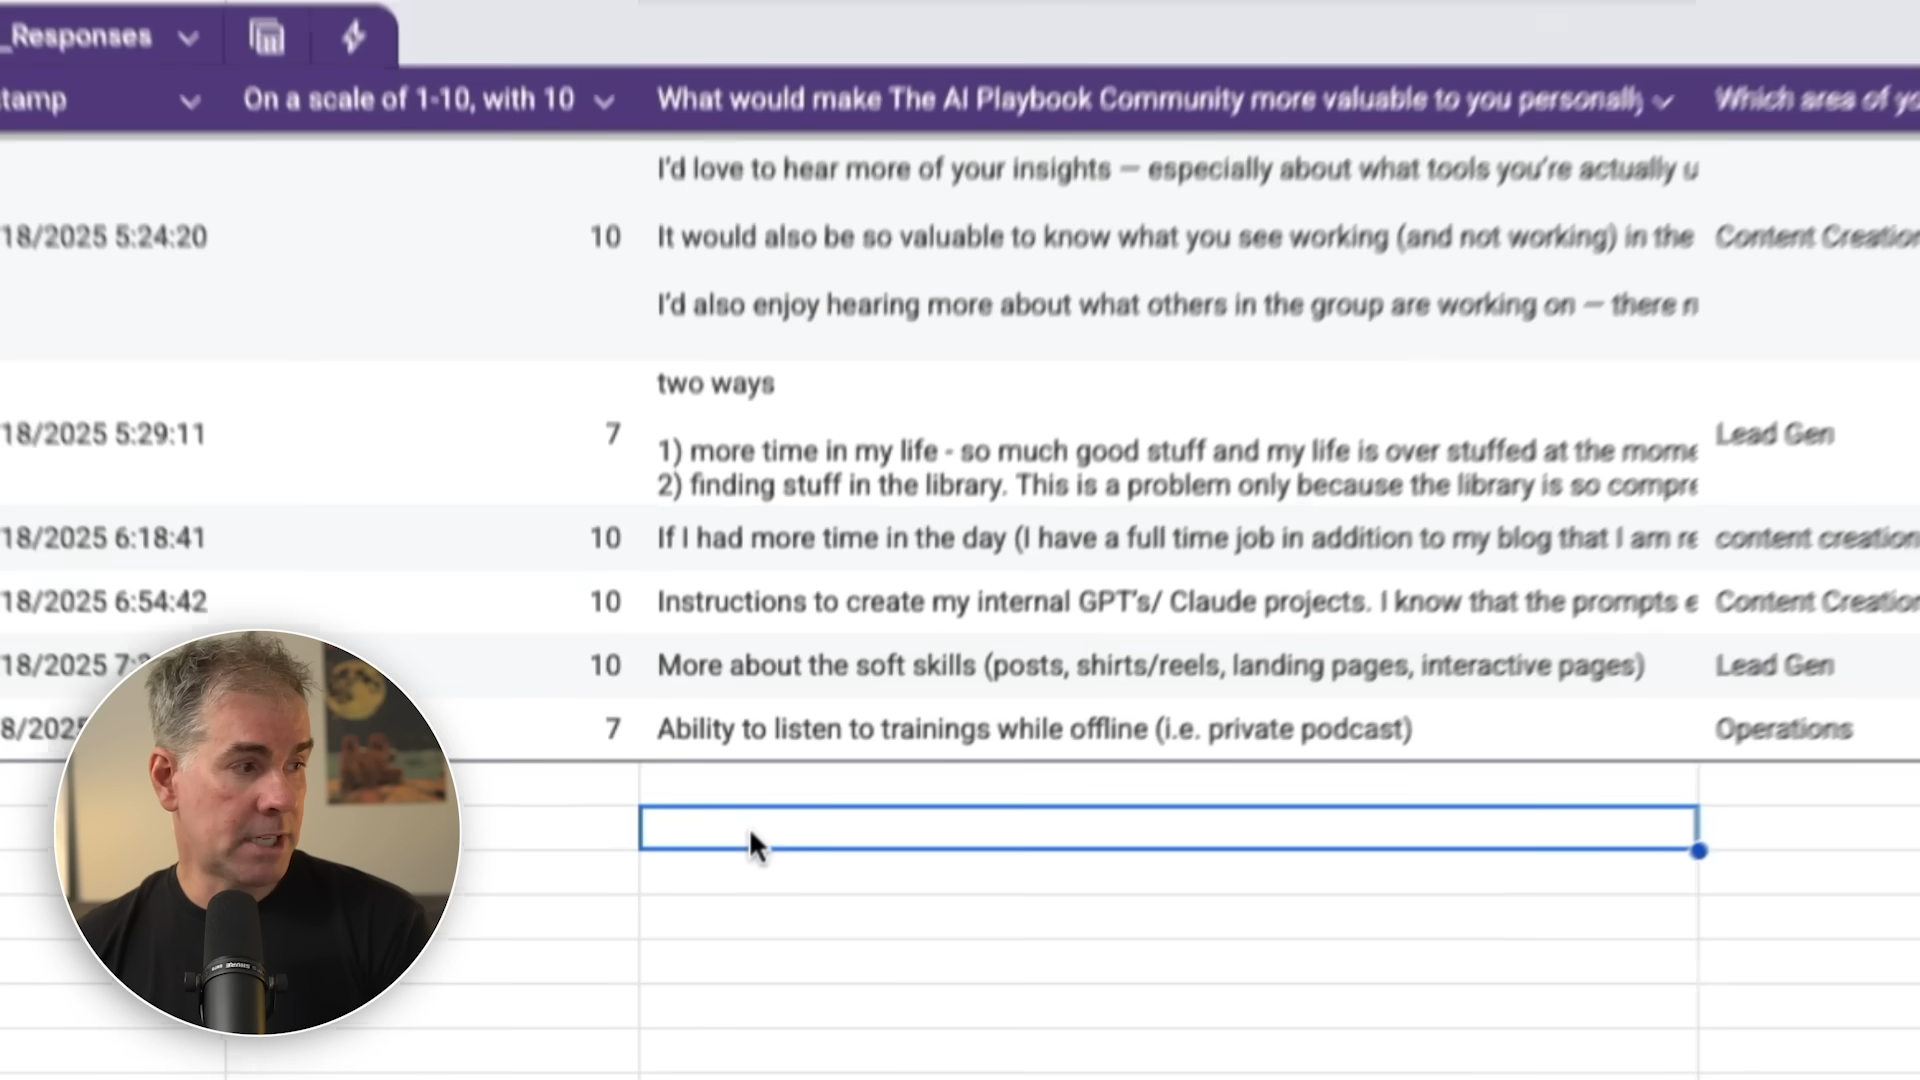 _Responses
tamp
On a scale of 1-10, with 10
What would make The AI Playbook Community more valuable to you personally
Which area of yo
I'd love to hear more of your insights — especially about what tools you're actually u
18/2025 5:24:20
10
It would also be so valuable to know what you see working (and not working) in the
Content Creation
I'd also enjoy hearing more about what others in the group are working on — there n
two ways
18/2025 5:29:11
7
Lead Gen
1) more time in my life - so much good stuff and my life is over stuffed at the mome
2) finding stuff in the library. This is a problem only because the library is so compre
18/2025 6:18:41
10
If I had more time in the day (I have a full time job in addition to my blog that I am re
content creation
18/2025 6:54:42
10
Instructions to create my internal GPT's/ Claude projects. I know that the prompts e
Content Creation
18/2025 7:
10
More about the soft skills (posts, shirts/reels, landing pages, interactive pages)
Lead Gen
8/2025
7
Ability to listen to trainings while offline (i.e. private podcast)
Operations